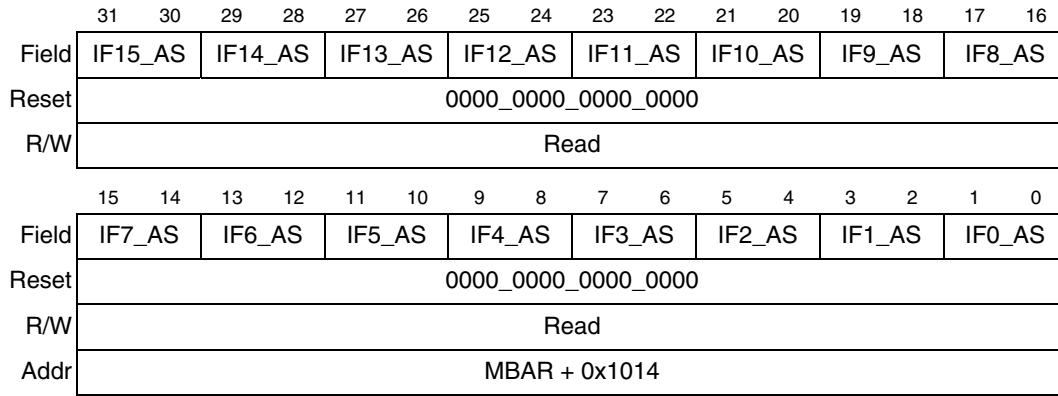 31 30 29 28 27 26 25 24 23 22 21 20 19 18 17 16
Field IF15_AS IF14_AS IF13_AS IF12_AS IF11_AS IF10_AS IF9_AS IF8_AS
Reset 0000_0000_0000_0000
R/W Read
15 14 13 12 11 10 9 8 7 6 5 4 3 2 1 0
Field IF7_AS IF6_AS IF5_AS IF4_AS IF3_AS IF2_AS IF1_AS IF0_AS
Reset 0000_0000_0000_0000
R/W Read
Addr MBAR + 0x1014